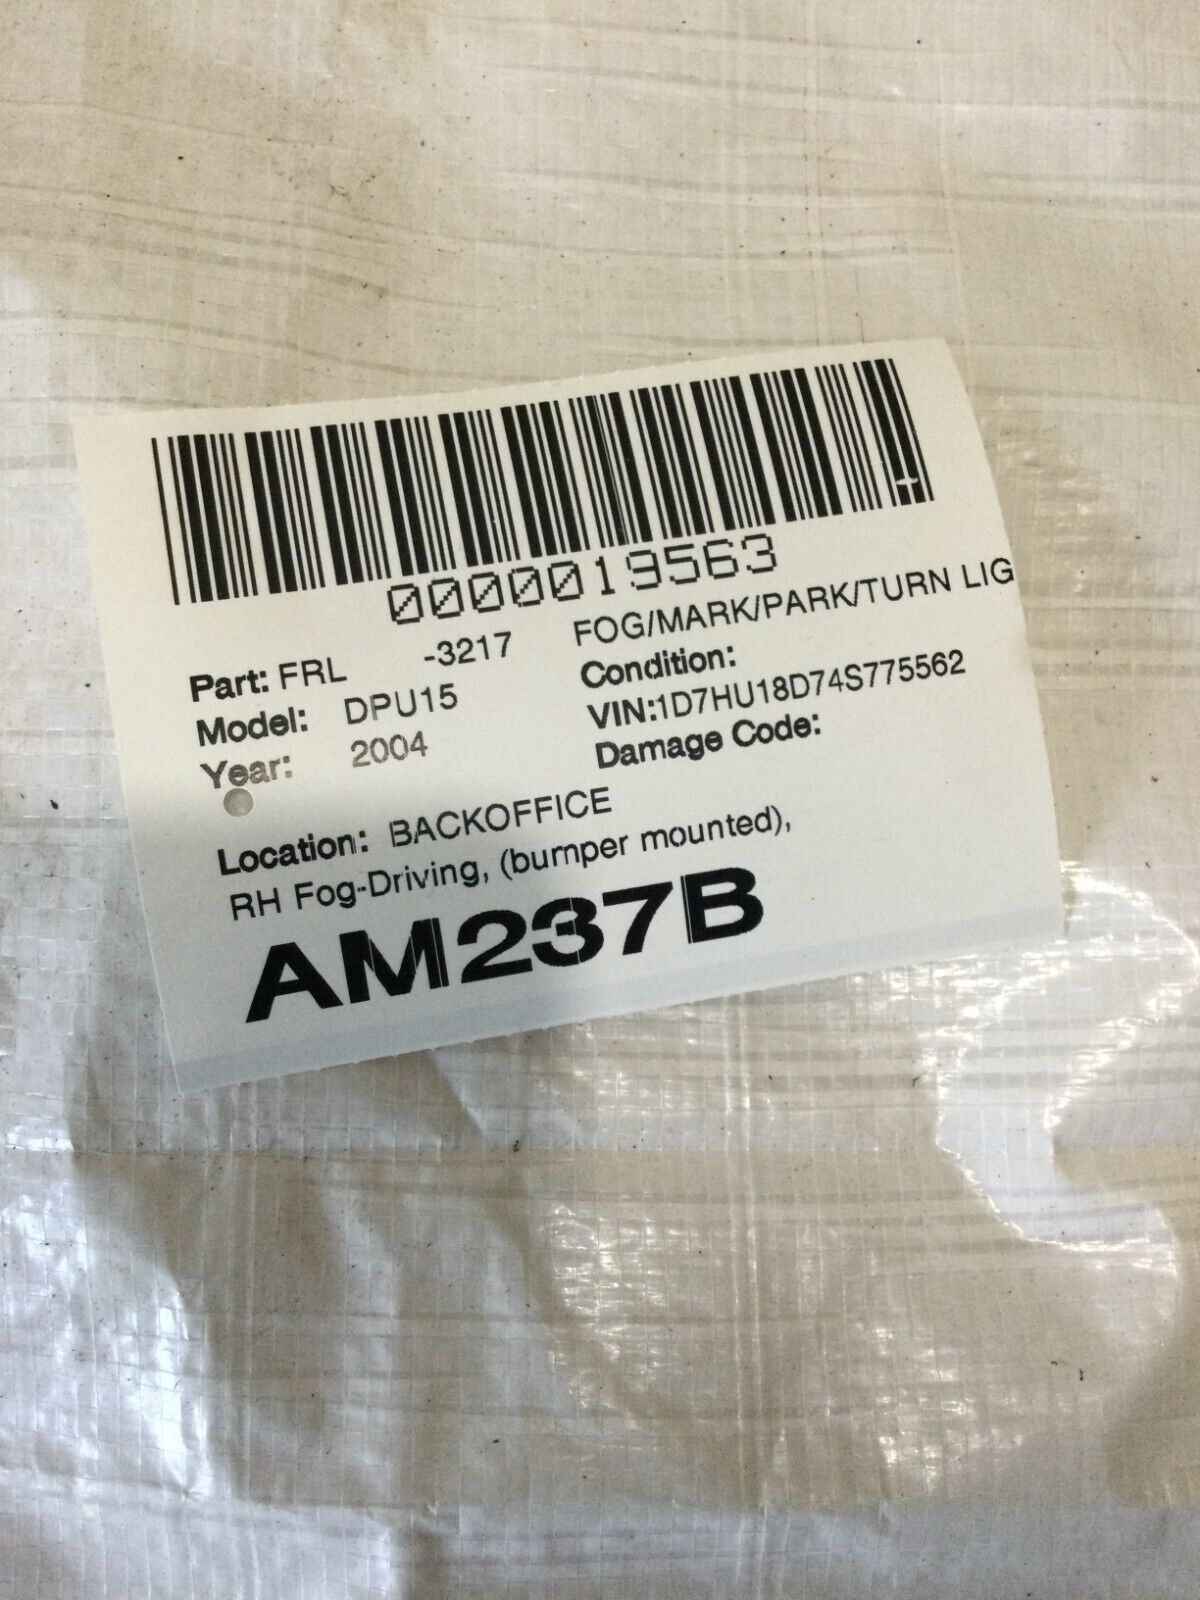 0000019563
Part: FRL -3217 FOG/MARK/PARK/TURN LIG
Model: DPU15 Condition:
Year: 2004 VIN:1D7HU18D74S775562
Damage Code:
Location: BACKOFFICE
RH Fog-Driving, (bumper mounted),
AM237B